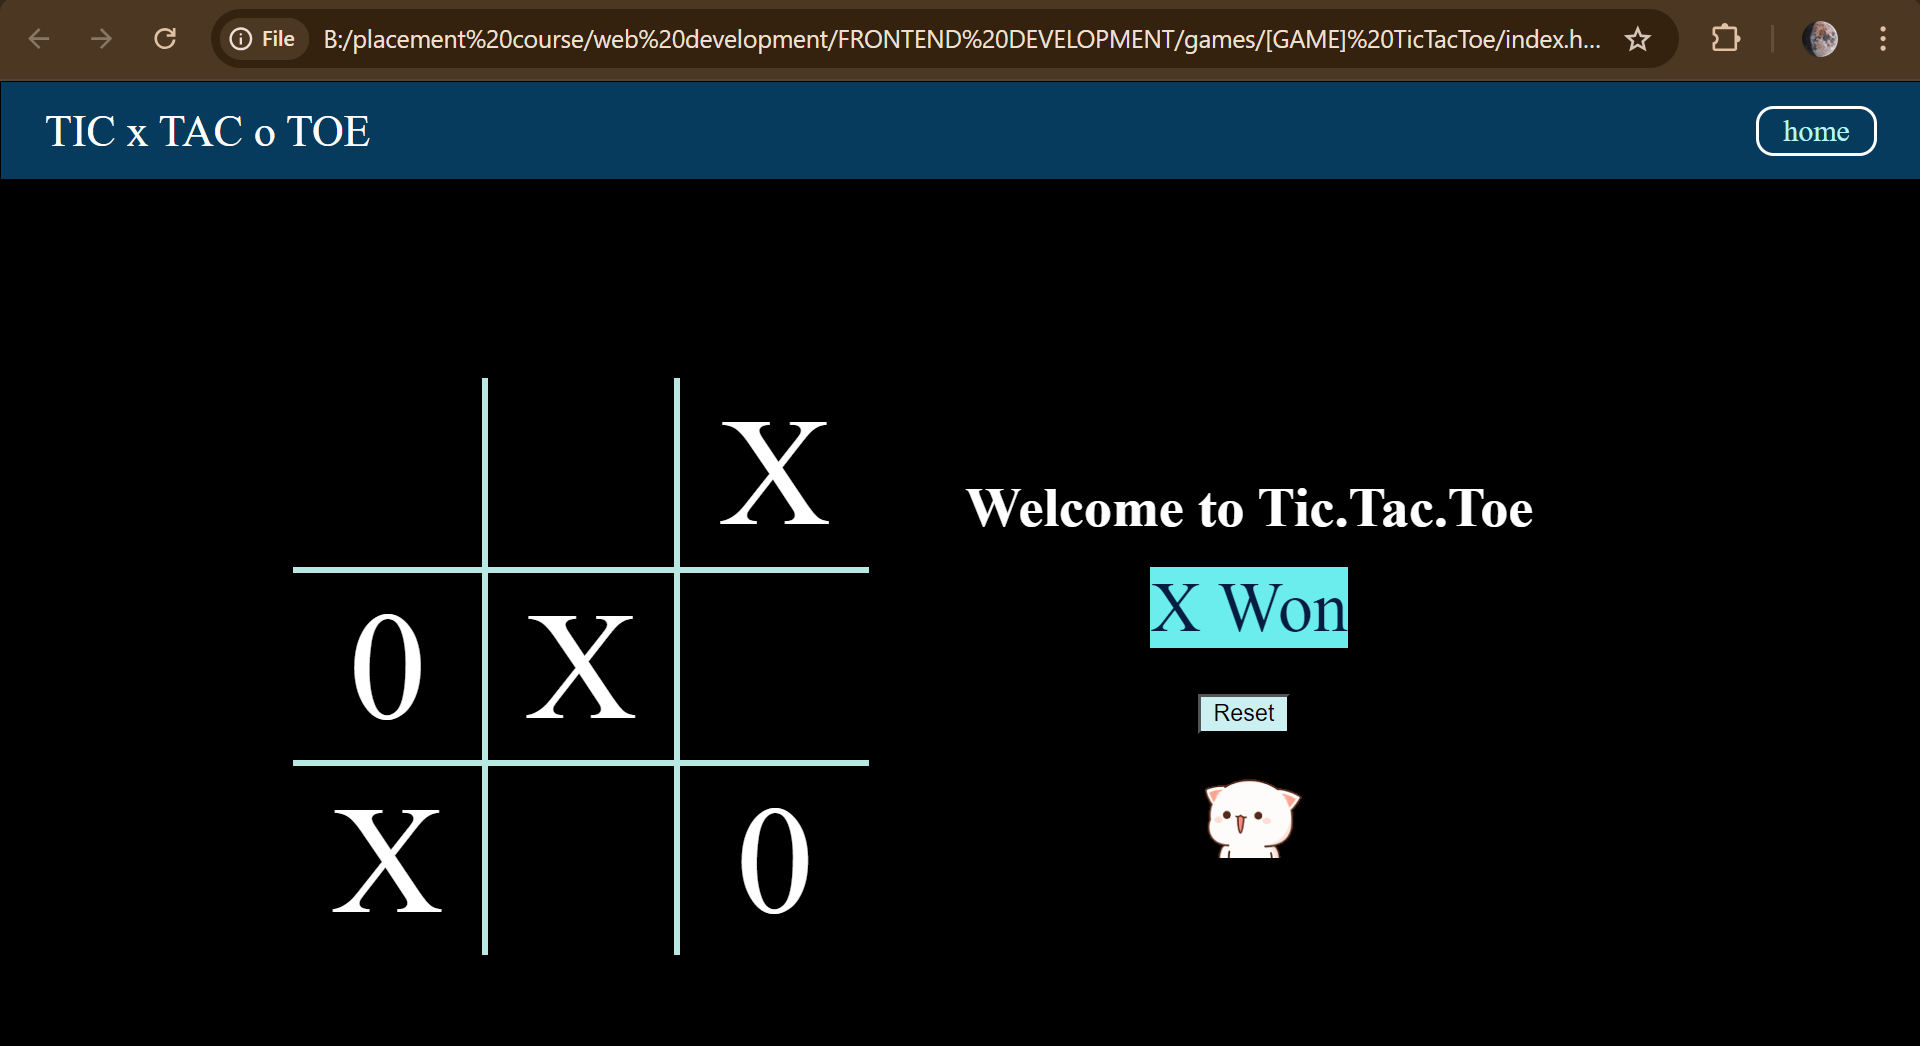 File B:/placement%20course/web%20development/FRONTEND%20DEVELOPMENT/games/[GAME]%20TicTacToe/index.h...
TIC x TAC o TOE
home
X
0 X
X 0
Welcome to Tic.Tac.Toe
X Won
Reset